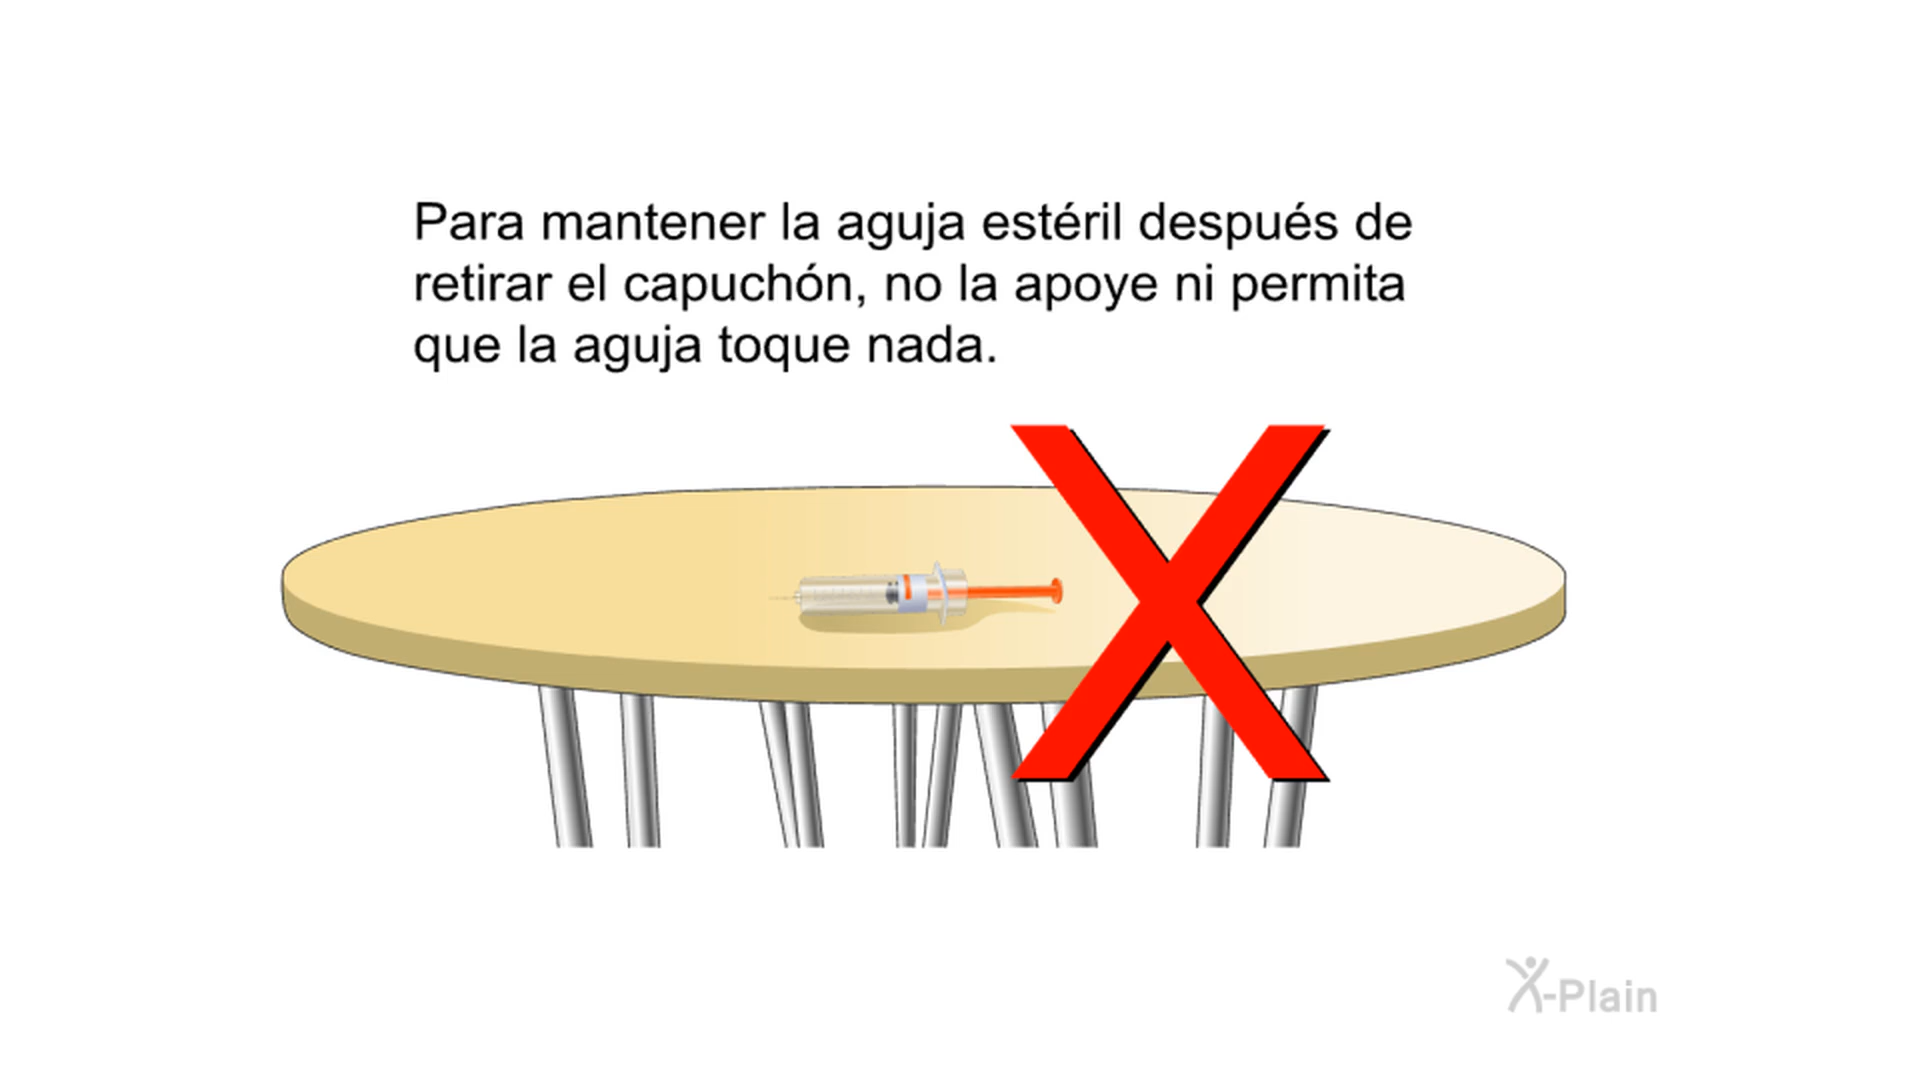 Para mantener la aguja estéril después de
retirar el capuchón, no la apoye ni permita
que la aguja toque nada.
X-Plain